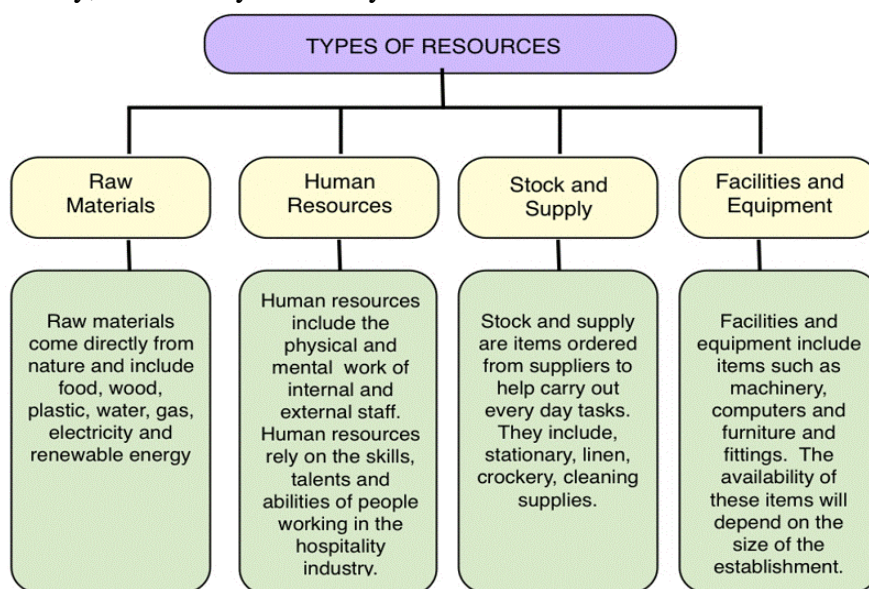 TYPES OF RESOURCES
Raw
Materials
Human
Resources
Stock and
Supply
Facilities and
Equipment
Raw materials
come directly from
nature and include
food, wood,
plastic, water, gas,
electricity and
renewable energy
Human resources
include the
physical and
mental work of
internal and
external staff.
Human resources
rely on the skills,
talents and
abilities of people
working in the
hospitality
industry.
Stock and supply
are items ordered
from suppliers to
help carry out
every day tasks.
They include,
stationary, linen,
crockery, cleaning
supplies.
Facilities and
equipment include
items such as
machinery,
computers and
furniture and
fittings. The
availability of
these items will
depend on the
size of the
establishment.